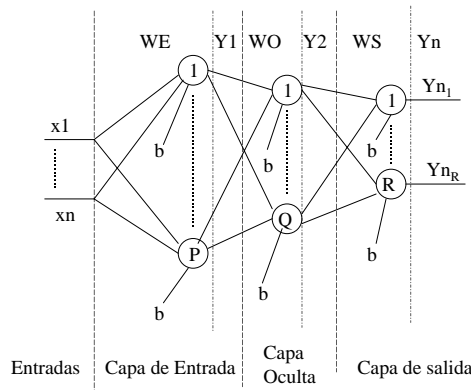 WE Y1 WO Y2 WS Yn
1 1 1 Yn1
x1
b b b
R YnR
xn
Q
P
b
b b
Entradas Capa de Entrada Capa Oculta Capa de salida